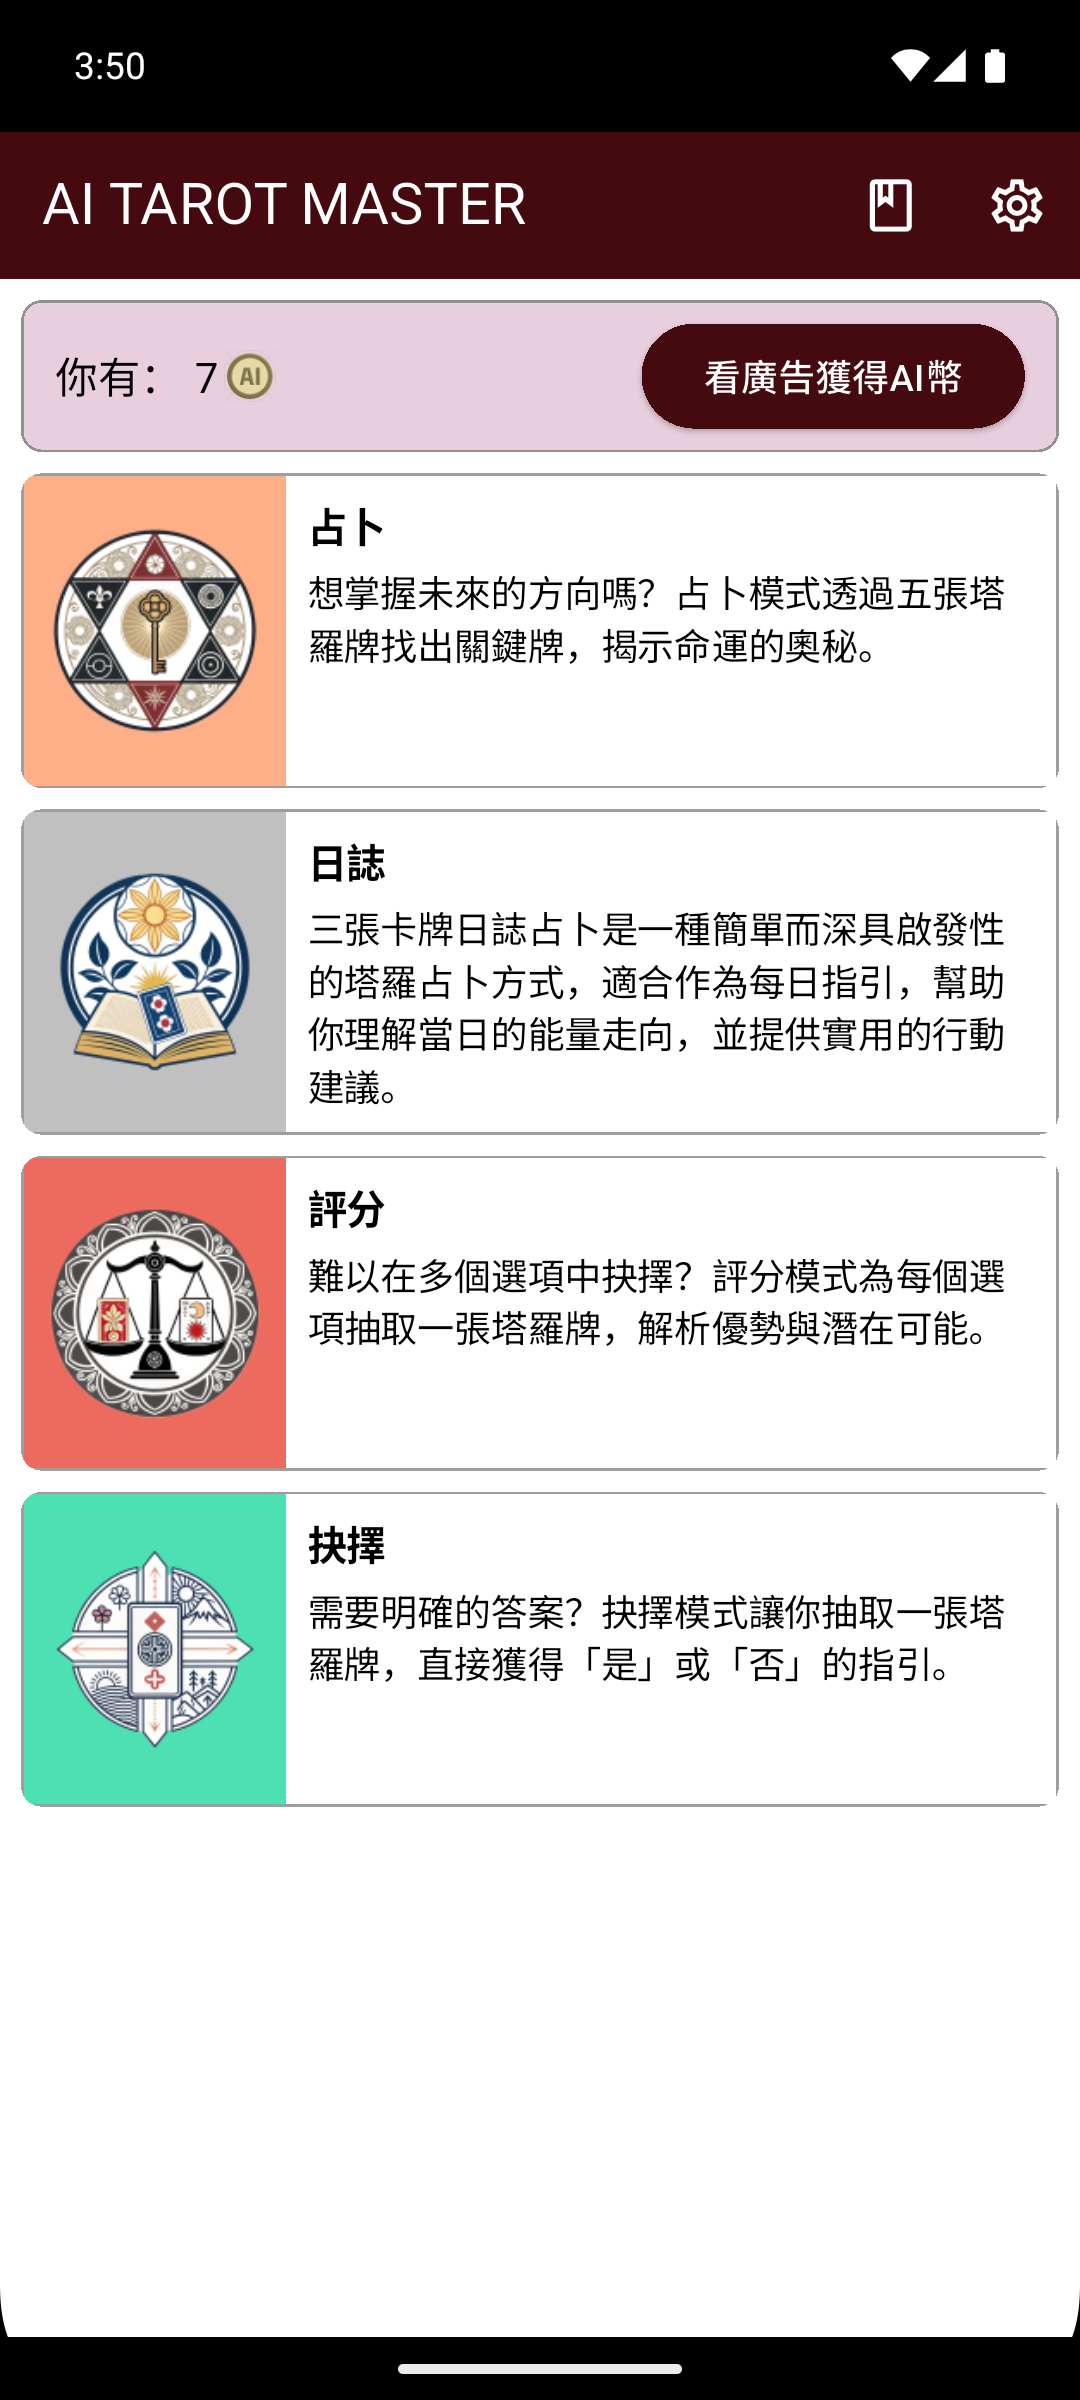 3:50
AI TAROT MASTER
你有： 7 AI
看廣告獲得AI幣
占卜
想掌握未來的方向嗎？占卜模式透過五張塔
羅牌找出關鍵牌，揭示命運的奧秘。
日誌
三張卡牌日誌占卜是一種簡單而深具啟發性
的塔羅占卜方式，適合作為每日指引，幫助
你理解當日的能量走向，並提供實用的行動
建議。
評分
難以在多個選項中抉擇？評分模式為每個選
項抽取一張塔羅牌，解析優勢與潛在可能。
抉擇
需要明確的答案？抉擇模式讓你抽取一張塔
羅牌，直接獲得「是」或「否」的指引。